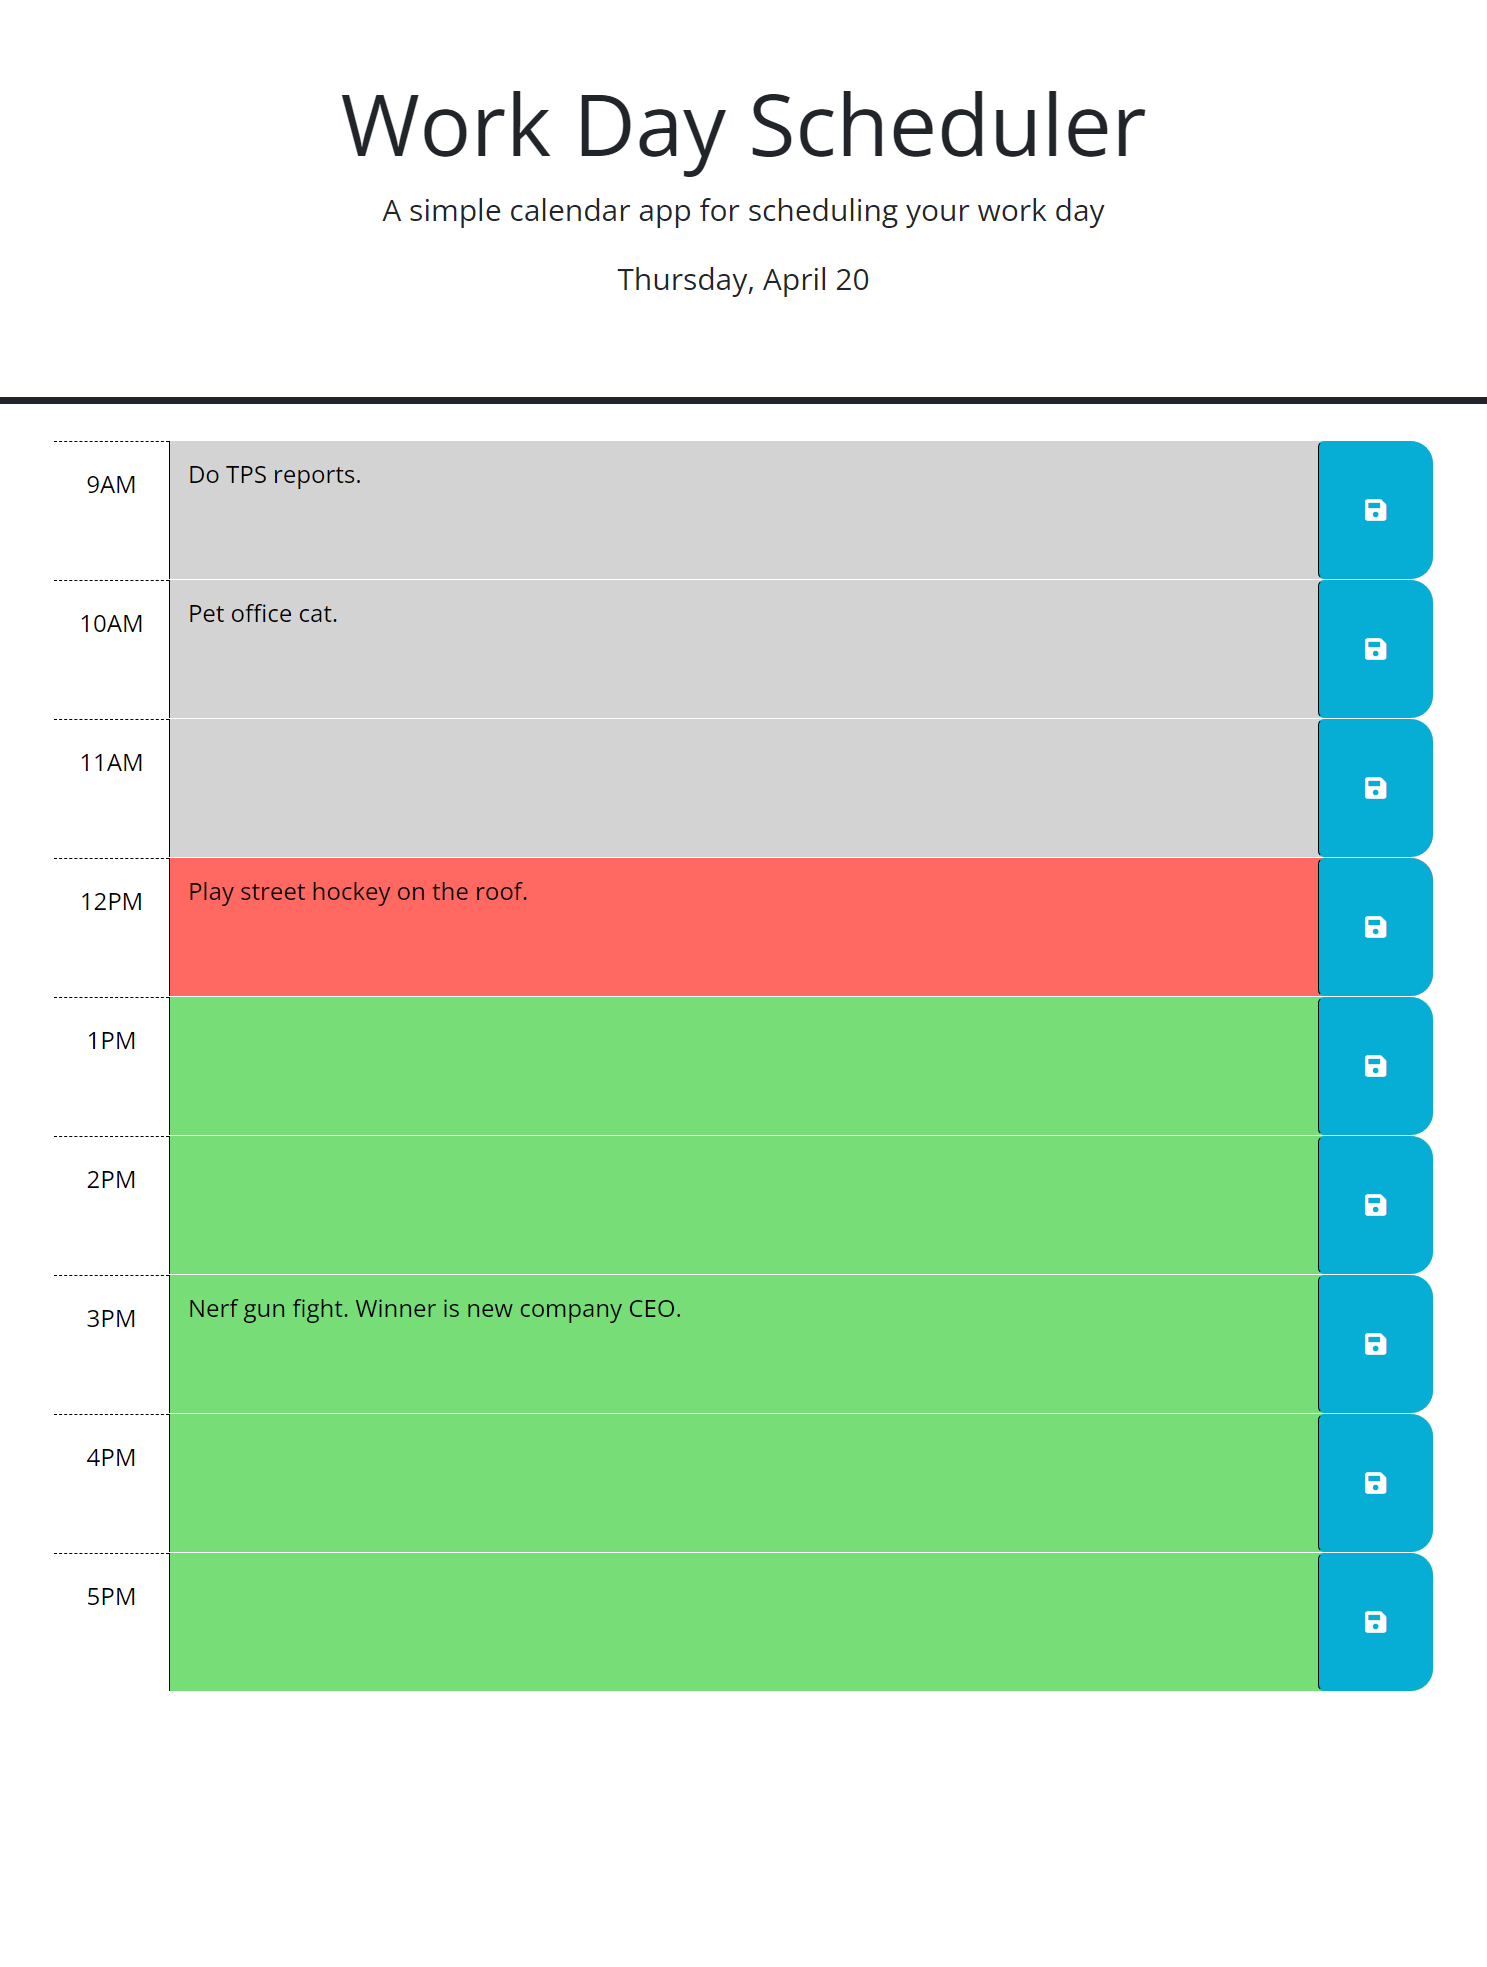 Work Day Scheduler
A simple calendar app for scheduling your work day
Thursday, April 20
9AM
Do TPS reports.
10AM
Pet office cat.
11AM
12PM
Play street hockey on the roof.
1PM
2PM
3PM
Nerf gun fight. Winner is new company CEO.
4PM
5PM